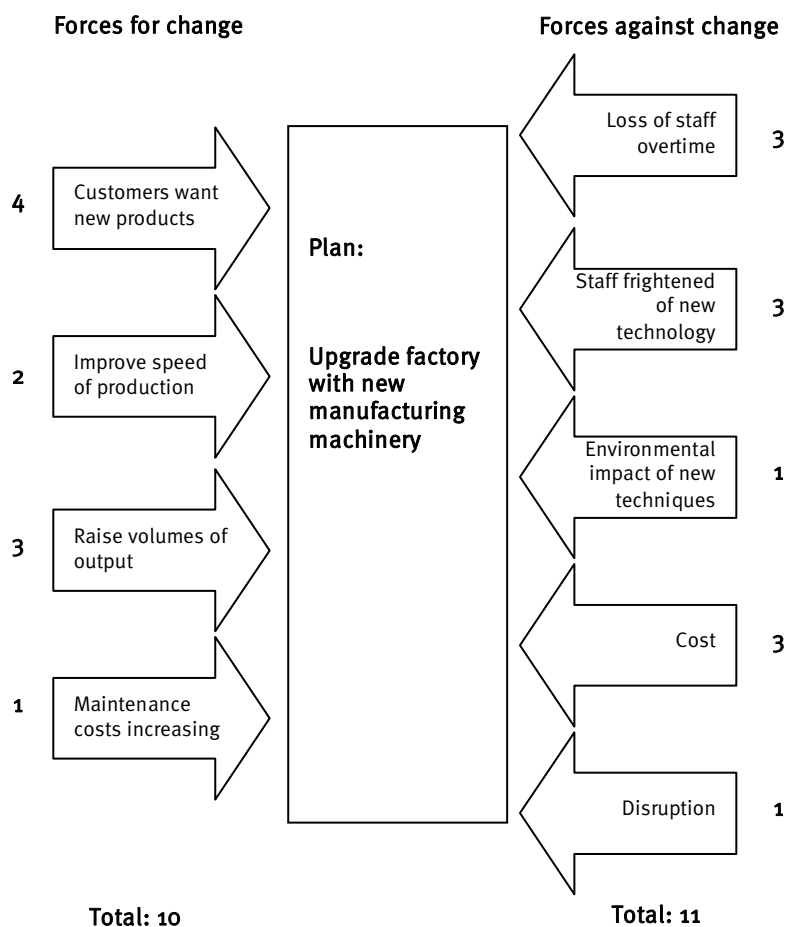 Forces for change
Forces against change
4
Customers want
new products
2
Improve speed
of production
3
Raise volumes of
output
1
Maintenance
costs increasing
Plan:
Upgrade factory
with new
manufacturing
machinery
Loss of staff
overtime
3
Staff frightened
of new
technology
3
Environmental
impact of new
techniques
1
Cost
3
Disruption
1
Total: 10
Total: 11